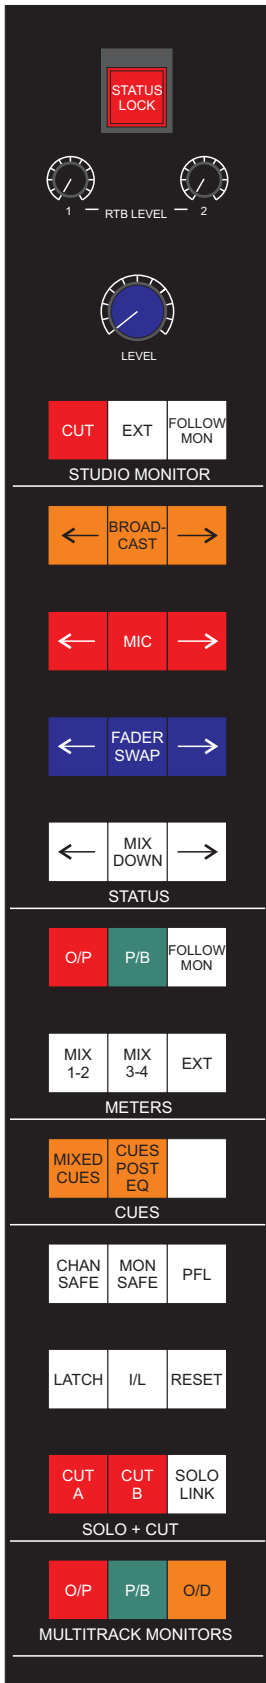 STATUS
LOCK
1 RTB LEVEL 2
LEVEL
CUT
EXT
FOLLOW
MON
STUDIO MONITOR
BROAD-
CAST
MIC
FADER
SWAP
MIX
DOWN
STATUS
O/P
P/B
FOLLOW
MON
MIX
1-2
MIX
3-4
EXT
METERS
MIXED
CUES
CUES
POST
EQ
CUES
CHAN
SAFE
MON
SAFE
PFL
LATCH
I/L
RESET
CUT
A
CUT
B
SOLO
LINK
SOLO + CUT
O/P
P/B
O/D
MULTITRACK MONITORS